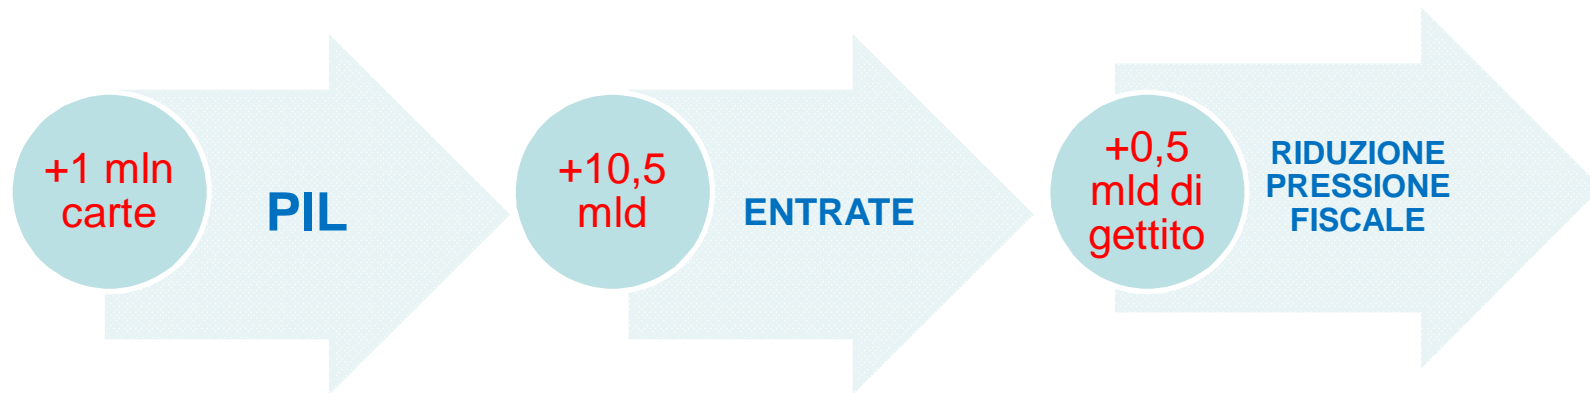 +1 mln
carte
PIL
+10,5
mld
ENTRATE
+0,5
mld di
gettito
RIDUZIONE
PRESSIONE
FISCALE